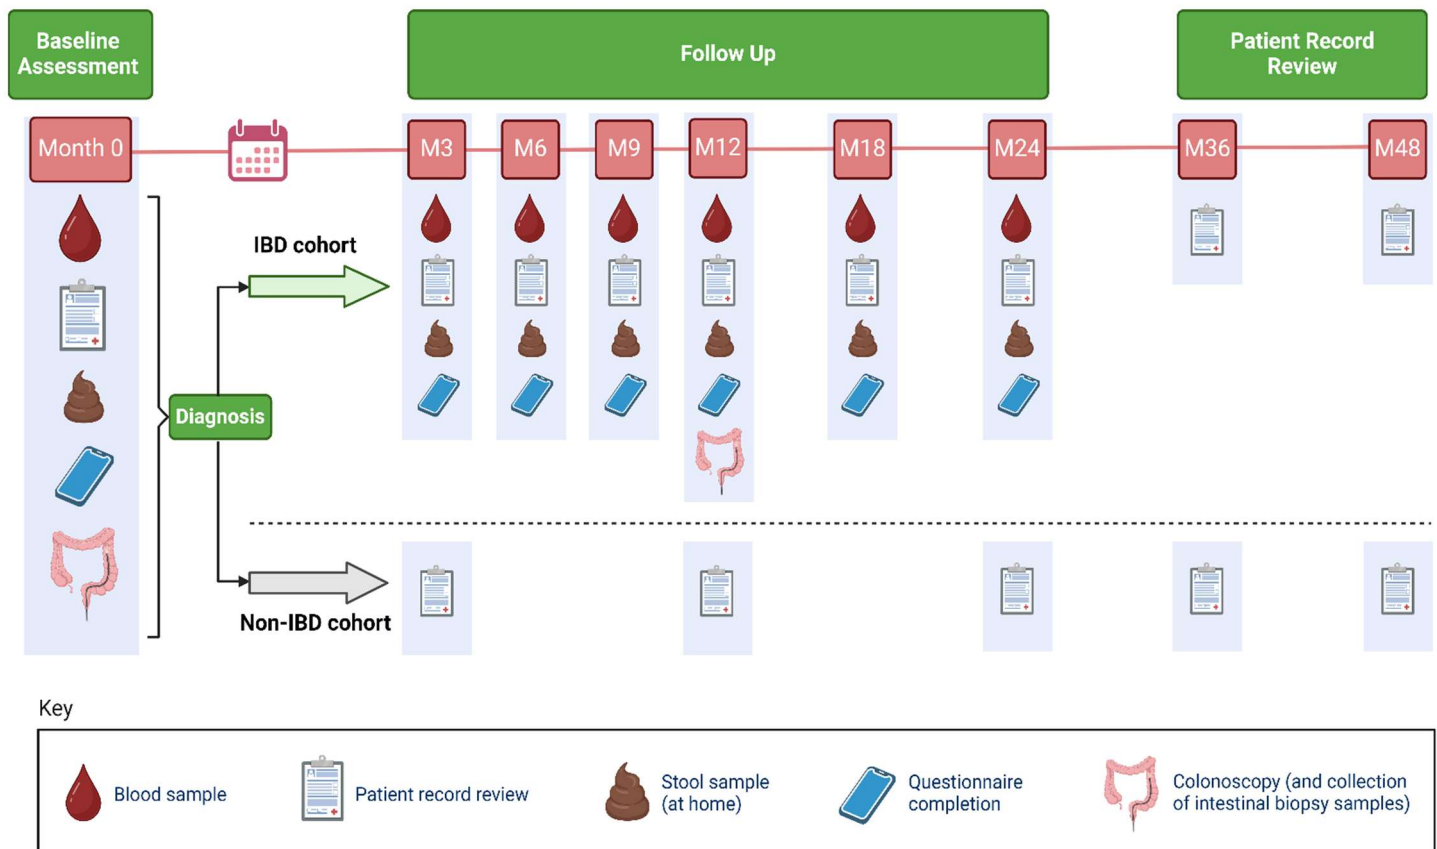 Baseline
Assessment
Follow Up
Patient Record
Review
Month 0
M3
M6
M9
M12
M18
M24
M36
M48
IBD cohort
Diagnosis
Non-IBD cohort
Key
Blood sample
Patient record review
Stool sample
(at home)
Questionnaire
completion
Colonoscopy (and collection
of intestinal biopsy samples)